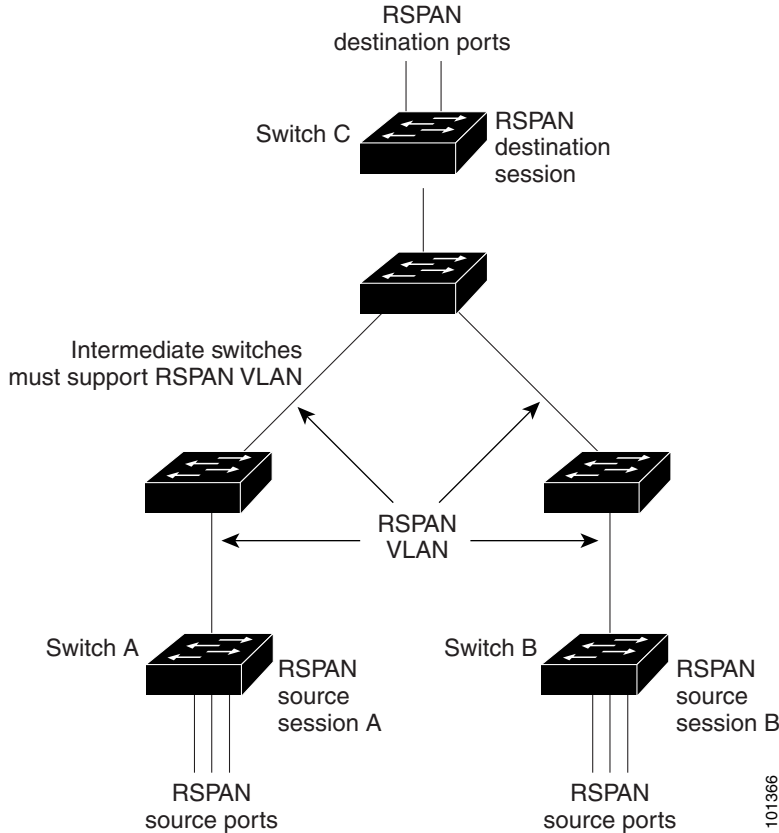 RSPAN
destination ports
Switch C
RSPAN
destination
session
Intermediate switches
must support RSPAN VLAN
RSPAN
VLAN
Switch A
RSPAN
source
session A
Switch B
RSPAN
source
session B
RSPAN
source ports
RSPAN
source ports
101366